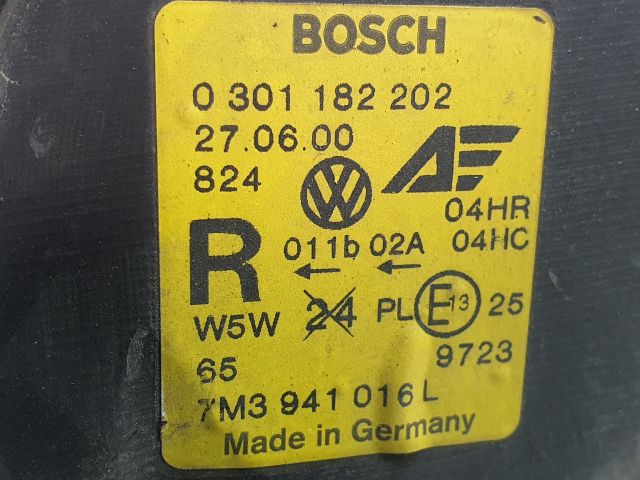 BOSCH
0 301 182 202
27.06.00
824
04HR
R 011b 02A 04HC
← ←
W5W 24 PL E13 25
65 9723
7M3 941 016 L
Made in Germany